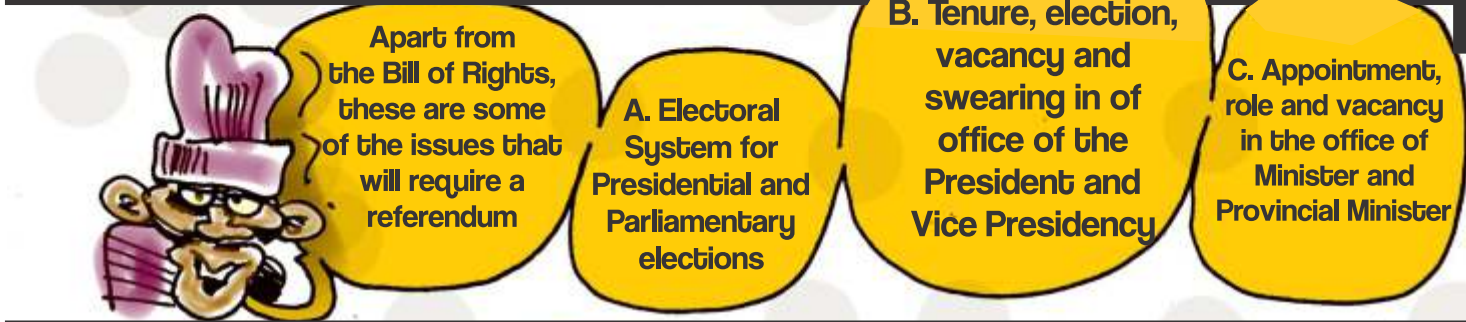 Apart from
the Bill of Rights,
these are some
of the issues that
will require a
referendum
A. Electoral
System for
Presidential and
Parliamentary
elections
B. Tenure, election,
vacancy and
swearing in of
office of the
President and
Vice Presidency
C. Appointment,
role and vacancy
in the office of
Minister and
Provincial Minister